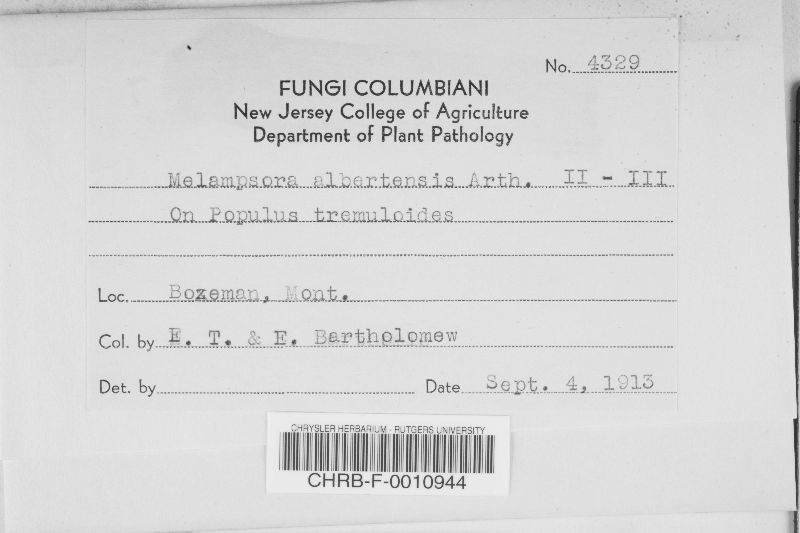 No. 4329
FUNGI COLUMBIANI
New Jersey College of Agriculture
Department of Plant Pathology
Melampsora albertensis Arth. II - III
On Populus tremuloides
Loc. Bozeman, Mont.
Col. by E. T. & E. Bartholomew
Det. by
Date Sept. 4, 1913
CHRYSLER HERBARIUM - RUTGERS UNIVERSITY
CHRB-F-0010944